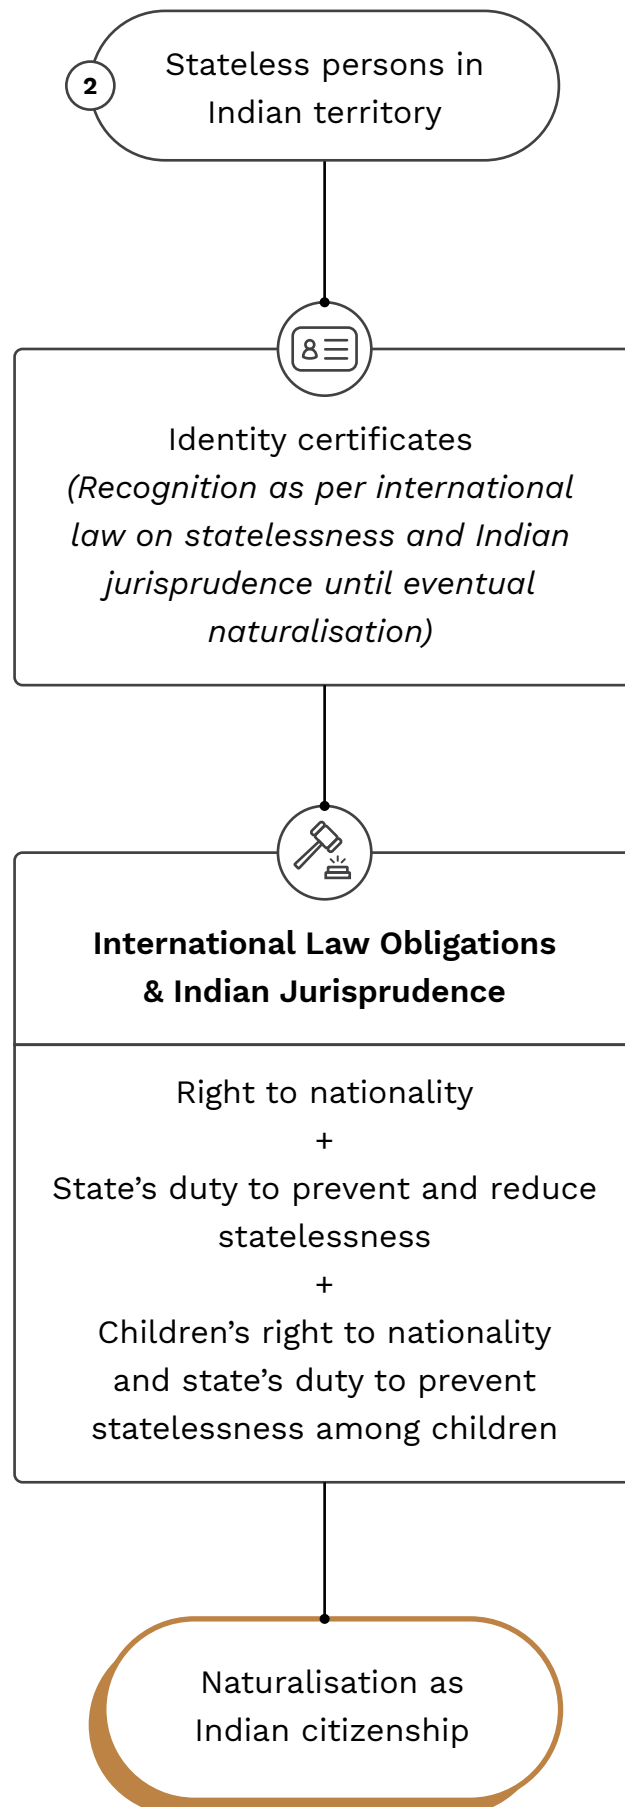 2
Stateless persons in
Indian territory
Identity certificates
(Recognition as per international
law on statelessness and Indian
jurisprudence until eventual
naturalisation)
International Law Obligations
& Indian Jurisprudence
Right to nationality
+
State’s duty to prevent and reduce
statelessness
+
Children’s right to nationality
and state’s duty to prevent
statelessness among children
Naturalisation as
Indian citizenship